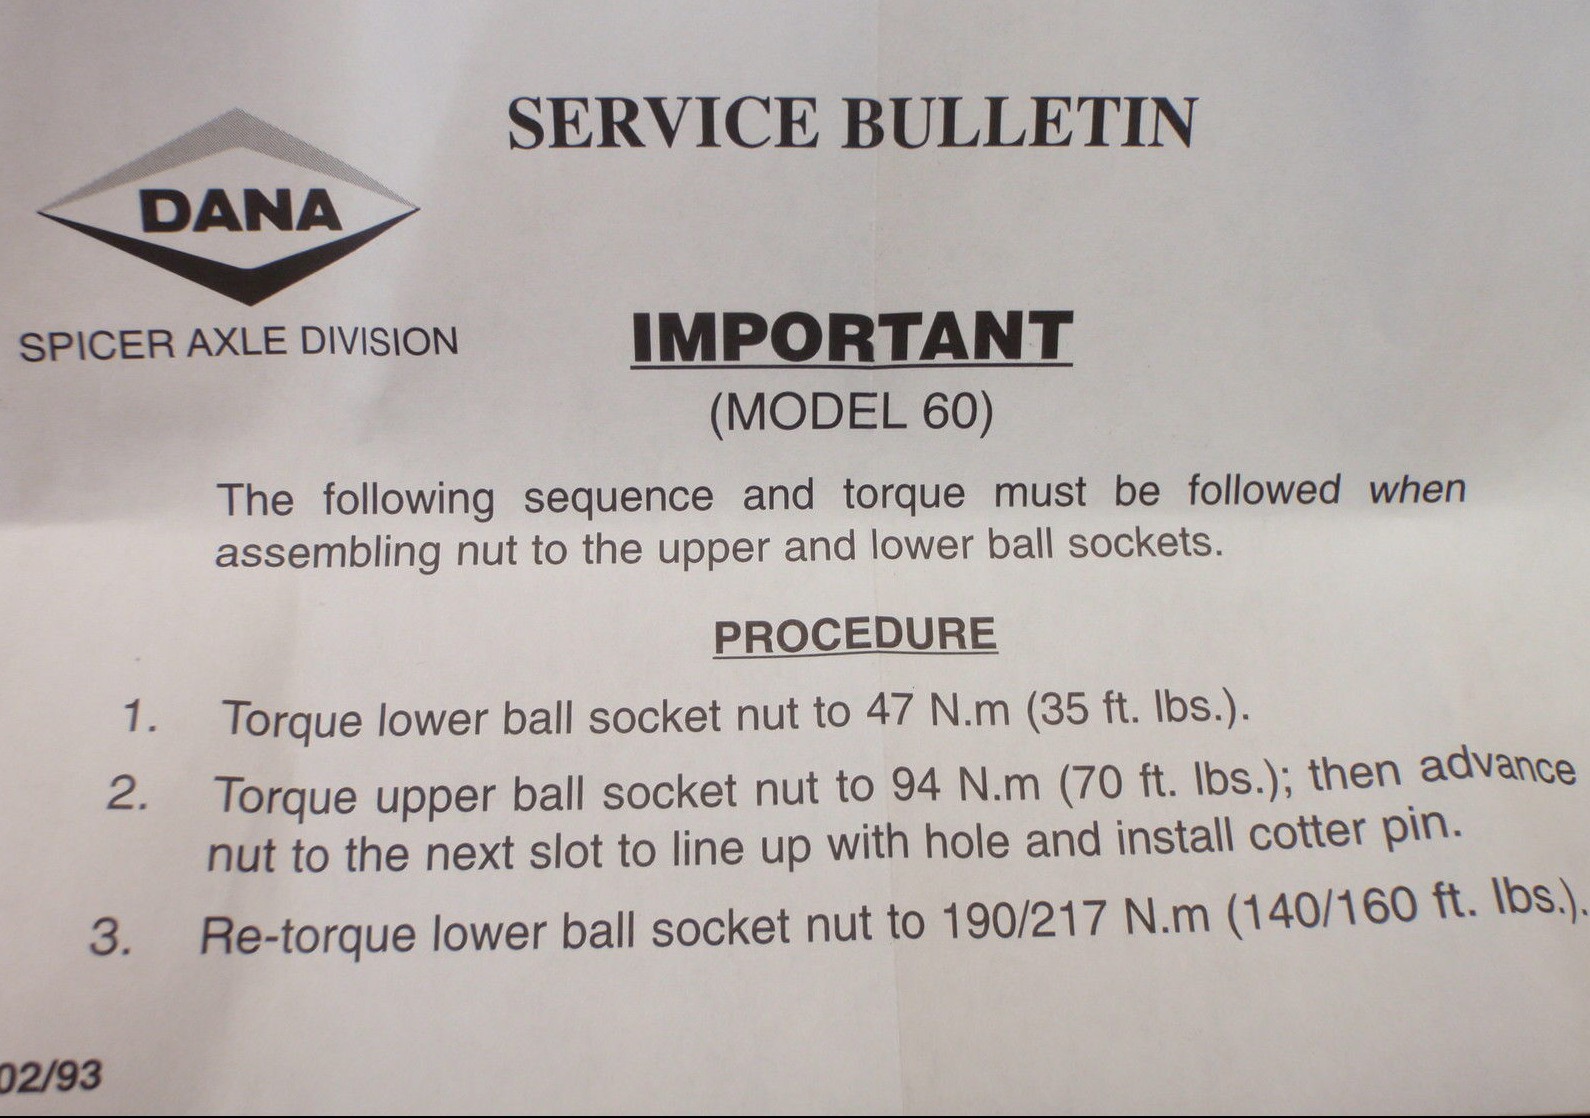 SERVICE BULLETIN
DANA
SPICER AXLE DIVISION
IMPORTANT
(MODEL 60)
The following sequence and torque must be followed when
assembling nut to the upper and lower ball sockets.
PROCEDURE
1. Torque lower ball socket nut to 47 N.m (35 ft. lbs.).
2. Torque upper ball socket nut to 94 N.m (70 ft. lbs.); then advance
nut to the next slot to line up with hole and install cotter pin.
3. Re-torque lower ball socket nut to 190/217 N.m (140/160 ft. lbs.).
02/93